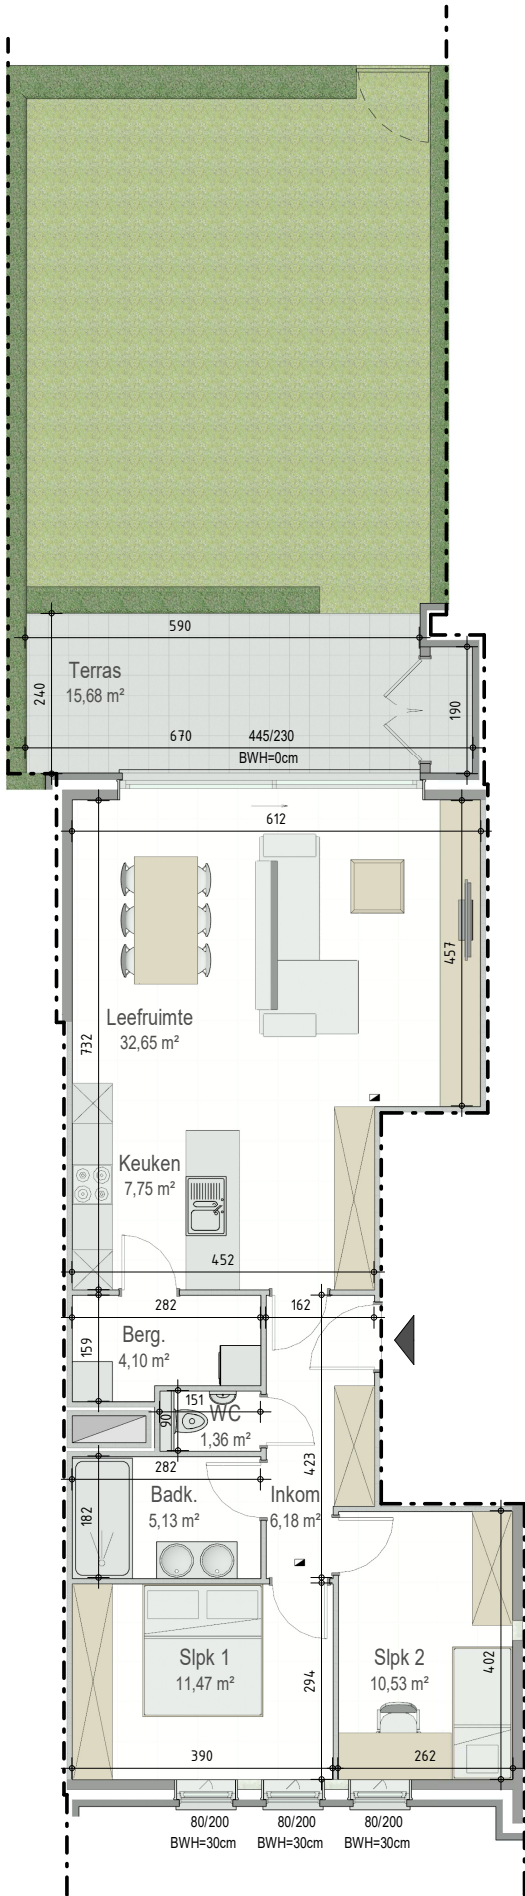 590
Terras
15,68 m²
240
190
670
445/230
BWH=0cm
612
457
Leefruimte
32,65 m²
732
Keuken
7,75 m²
452
282
162
Berg.
4,10 m²
159
151
90
WC
1,36 m²
423
282
Badk.
5,13 m²
182
Inkom
6,18 m²
Slpk 1
11,47 m²
294
Slpk 2
10,53 m²
402
390
262
80/200
BWH=30cm
80/200
BWH=30cm
80/200
BWH=30cm